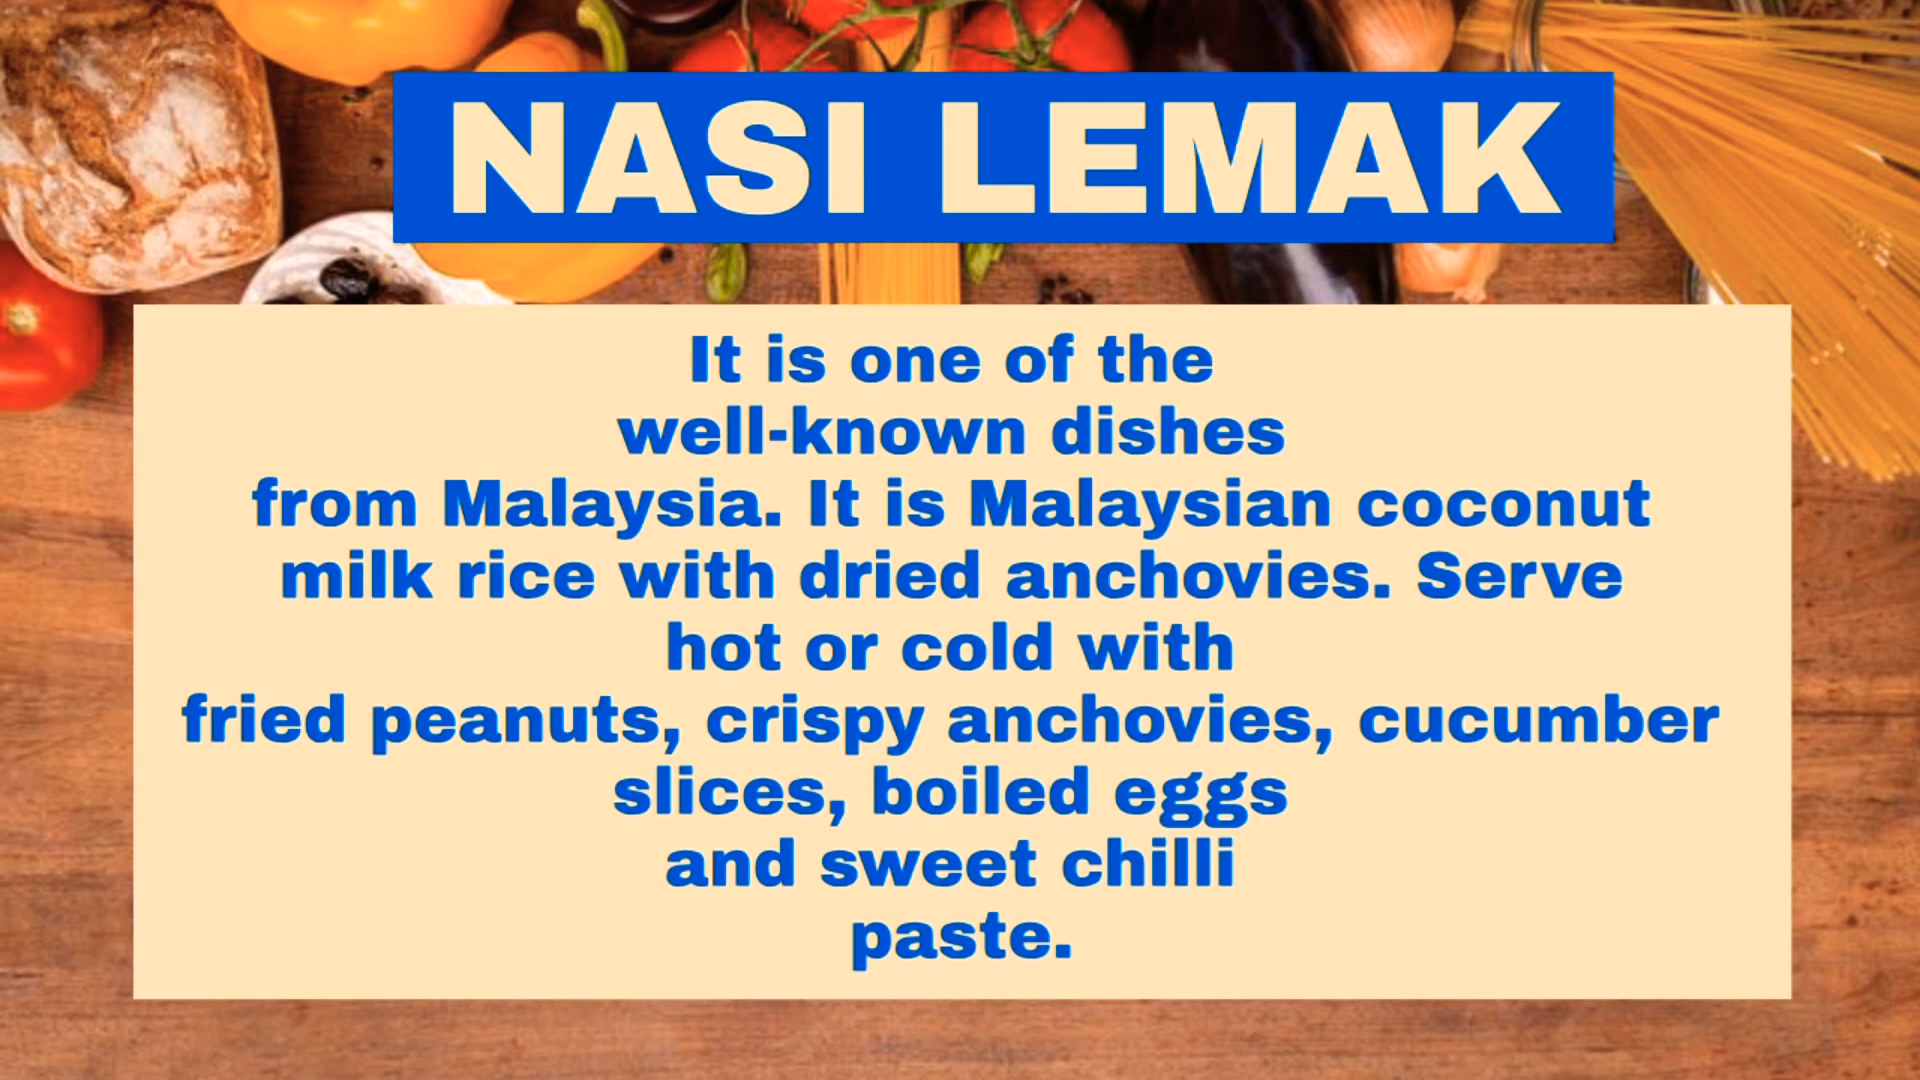 NASI LEMAK
It is one of the
well-known dishes
from Malaysia. It is Malaysian coconut
milk rice with dried anchovies. Serve
hot or cold with
fried peanuts, crispy anchovies, cucumber
slices, boiled eggs
and sweet chilli
paste.